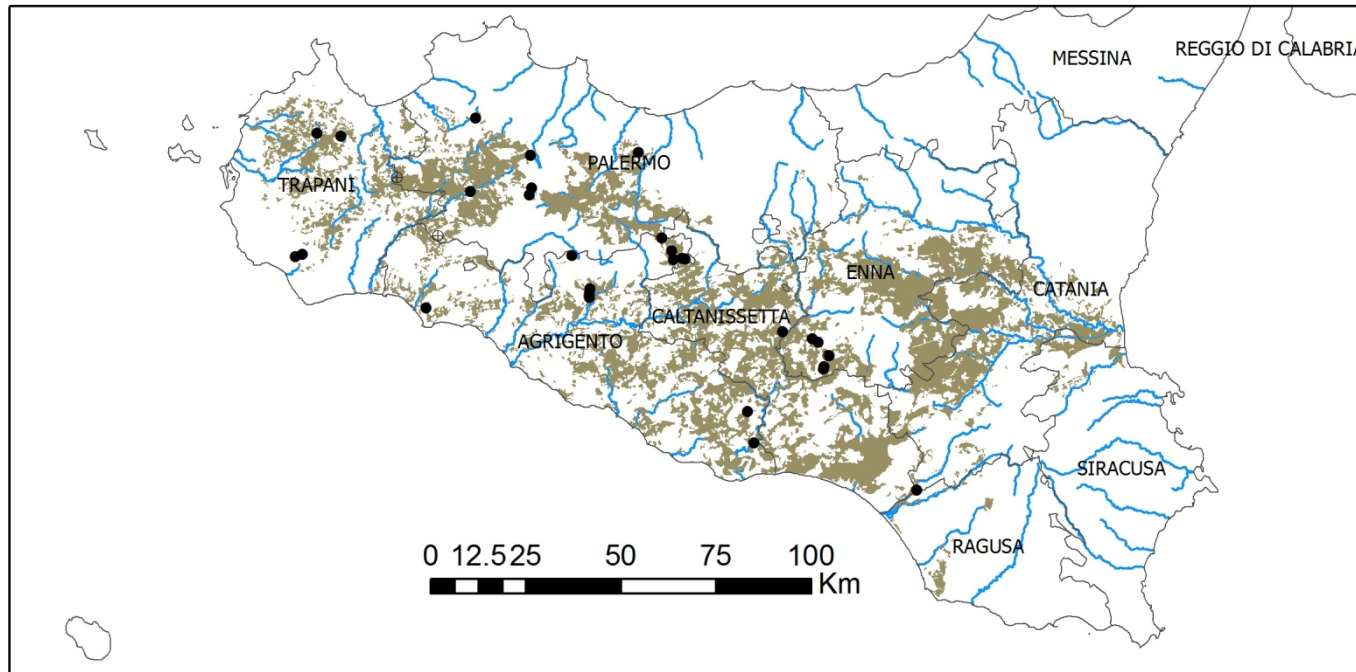 MESSINA
REGGIO DI CALABRIA
PALERMO
TRAPANI
ENNA
CATANIA
CALTANISSETTA
AGRIGENTO
SIRACUSA
RAGUSA
0 12.5 25 50 75 100
Km